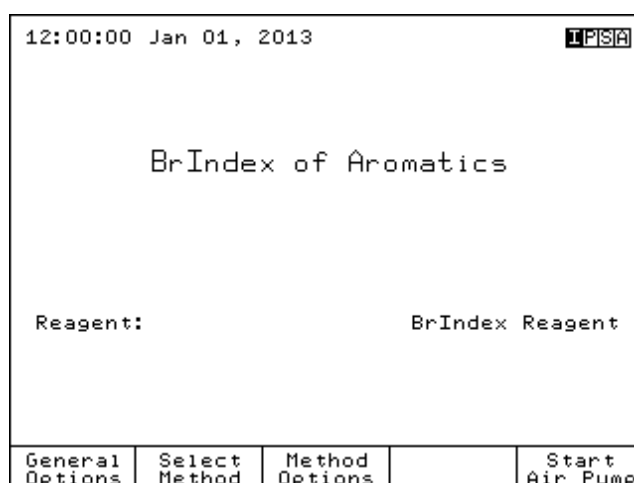 12:00:00 Jan 01, 2013 IPSA
BrIndex of Aromatics
Reagent: BrIndex Reagent
General Select Method Start
Options Method Options Air Pump